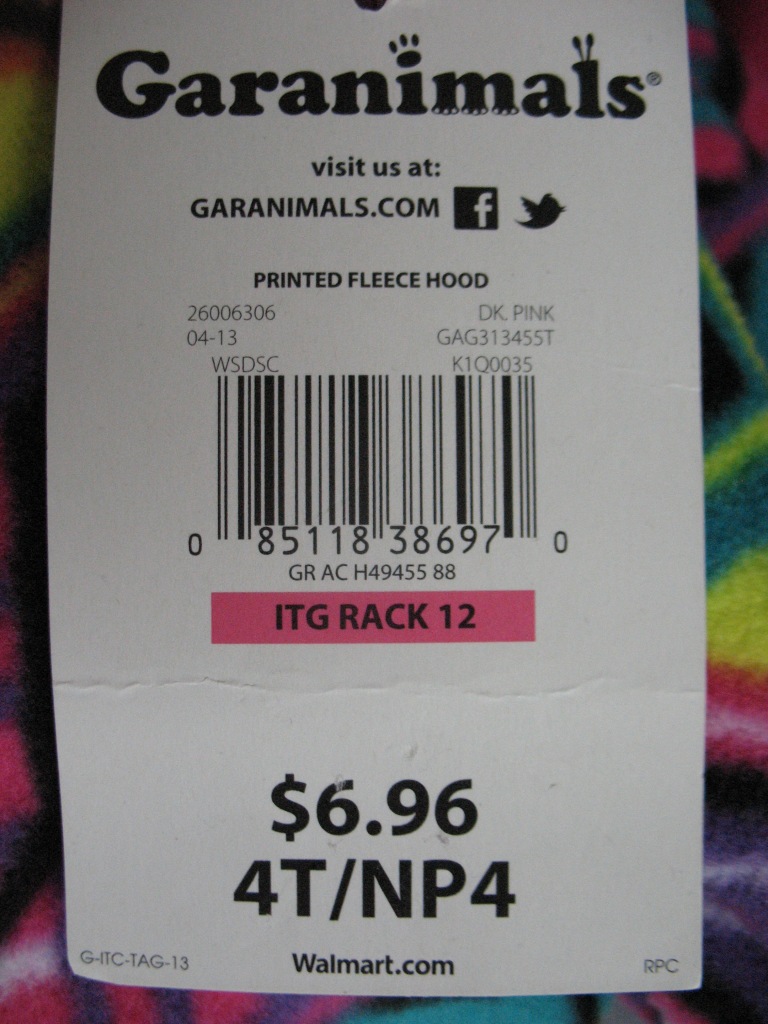 Garanimals®
visit us at:
GARANIMALS.COM f
PRINTED FLEECE HOOD
26006306 DK. PINK
04-13 GAG313455T
WSDSC K1Q0035
0 85118 38697 0
GR AC H49455 88
ITG RACK 12
$6.96
4T/NP4
G-ITC-TAG-13 Walmart.com RPC